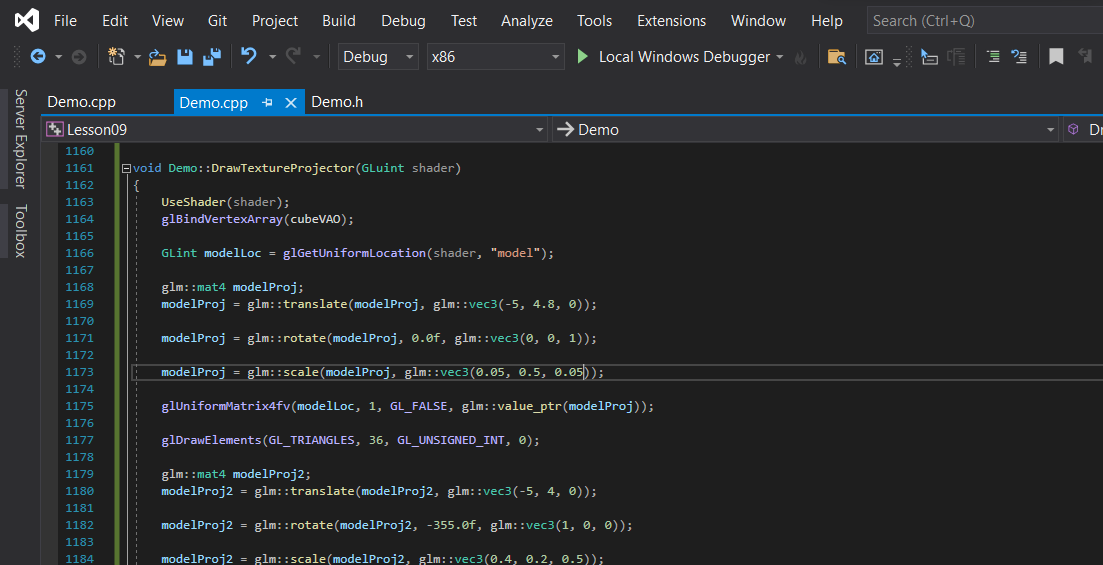 File Edit View Git Project Build Debug Test Analyze Tools Extensions Window Help Search (Ctrl+Q)
Debug x86 Local Windows Debugger
Server Explorer
Toolbox
Demo.cpp Demo.cpp Demo.h
Lesson09 Demo
1160
1161 void Demo::DrawTextureProjector(GLuint shader)
1162 {
1163 UseShader(shader);
1164 glBindVertexArray(cubeVAO);
1165
1166 GLint modelLoc = glGetUniformLocation(shader, "model");
1167
1168 glm::mat4 modelProj;
1169 modelProj = glm::translate(modelProj, glm::vec3(-5, 4.8, 0));
1170
1171 modelProj = glm::rotate(modelProj, 0.0f, glm::vec3(0, 0, 1));
1172
1173 modelProj = glm::scale(modelProj, glm::vec3(0.05, 0.5, 0.05));
1174
1175 glUniformMatrix4fv(modelLoc, 1, GL_FALSE, glm::value_ptr(modelProj));
1176
1177 glDrawElements(GL_TRIANGLES, 36, GL_UNSIGNED_INT, 0);
1178
1179 glm::mat4 modelProj2;
1180 modelProj2 = glm::translate(modelProj2, glm::vec3(-5, 4, 0));
1181
1182 modelProj2 = glm::rotate(modelProj2, -355.0f, glm::vec3(1, 0, 0));
1183
1184 modelProj2 = glm::scale(modelProj2, glm::vec3(0.4, 0.2, 0.5));